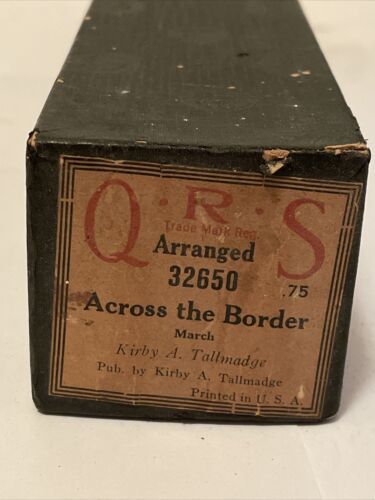 Q·R·S
Trade Mark Reg.
Arranged
32650 .75
Across the Border
March
Kirby A. Tallmadge
Pub. by Kirby A. Tallmadge
Printed in U. S. A.